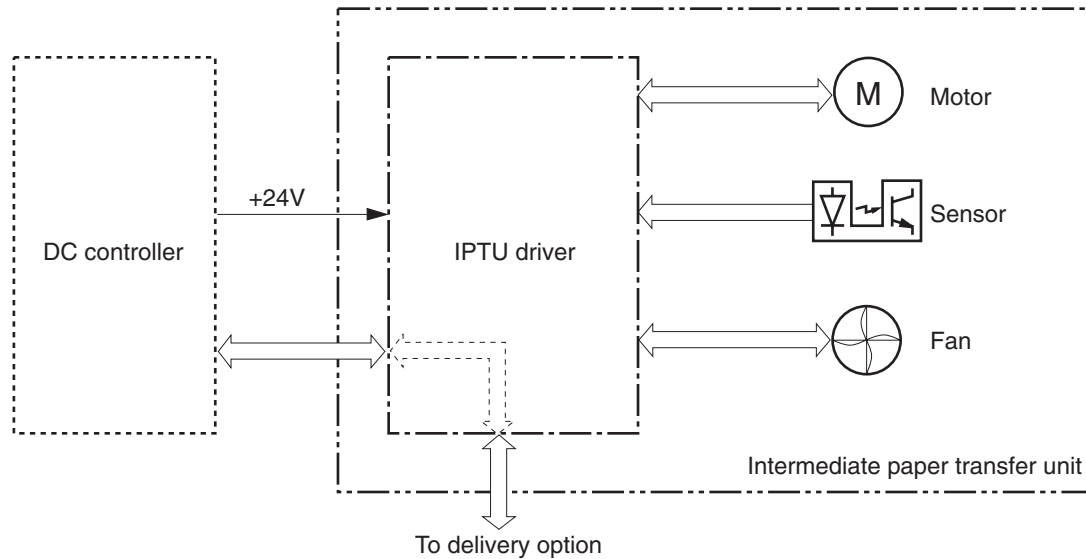 M
Motor
+24V
Sensor
DC controller
IPTU driver
Fan
Intermediate paper transfer unit
To delivery option